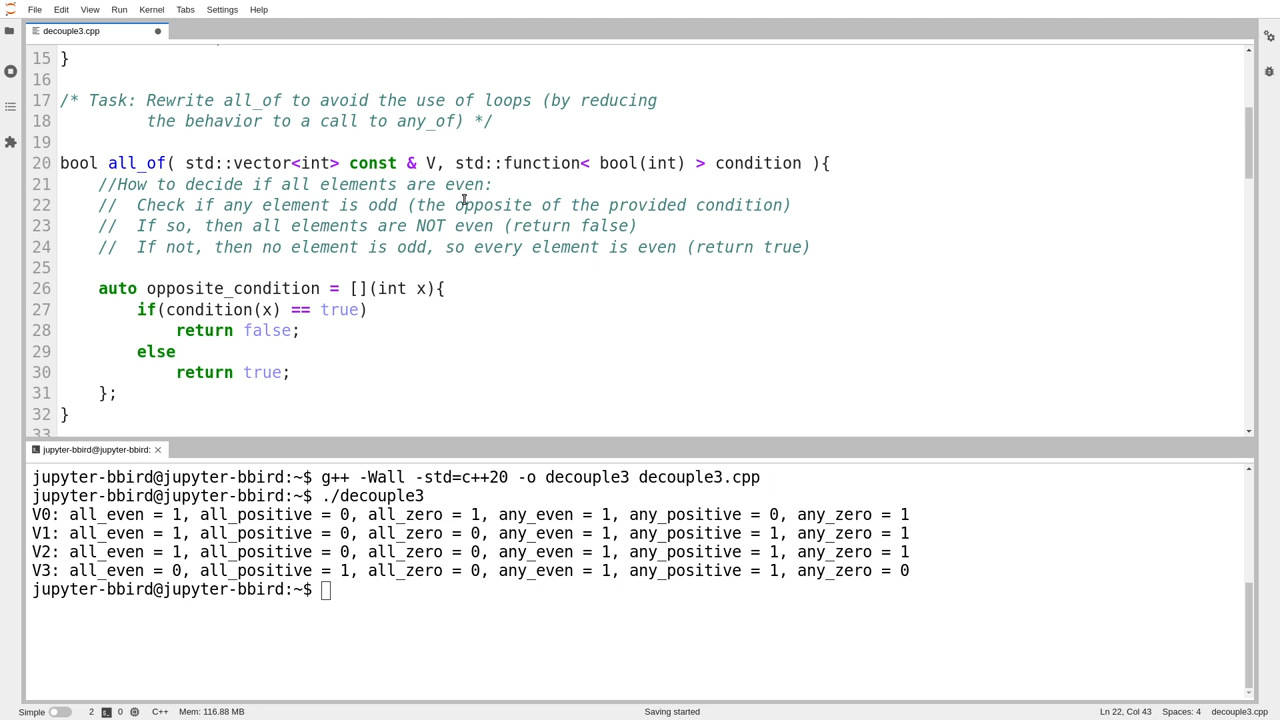 File Edit View Run Kernel Tabs Settings Help
decouple3.cpp
15 }
16
17 /* Task: Rewrite all_of to avoid the use of loops (by reducing
18 the behavior to a call to any_of) */
19
20 bool all_of( std::vector<int> const & V, std::function< bool(int) > condition ){
21 //How to decide if all elements are even:
22 // Check if any element is odd (the opposite of the provided condition)
23 // If so, then all elements are NOT even (return false)
24 // If not, then no element is odd, so every element is even (return true)
25
26 auto opposite_condition = [](int x){
27 if(condition(x) == true)
28 return false;
29 else
30 return true;
31 };
32 }
33
jupyter-bbird@jupyter-bbird:
jupyter-bbird@jupyter-bbird:~$ g++ -Wall -std=c++20 -o decouple3 decouple3.cpp
jupyter-bbird@jupyter-bbird:~$ ./decouple3
V0: all_even = 1, all_positive = 0, all_zero = 1, any_even = 1, any_positive = 0, any_zero = 1
V1: all_even = 1, all_positive = 0, all_zero = 0, any_even = 1, any_positive = 1, any_zero = 1
V2: all_even = 1, all_positive = 0, all_zero = 0, any_even = 1, any_positive = 1, any_zero = 1
V3: all_even = 0, all_positive = 1, all_zero = 0, any_even = 1, any_positive = 1, any_zero = 0
jupyter-bbird@jupyter-bbird:~$
Simple 2 0 C++ Mem: 116.88 MB Saving started Ln 22, Col 43 Spaces: 4 decouple3.cpp